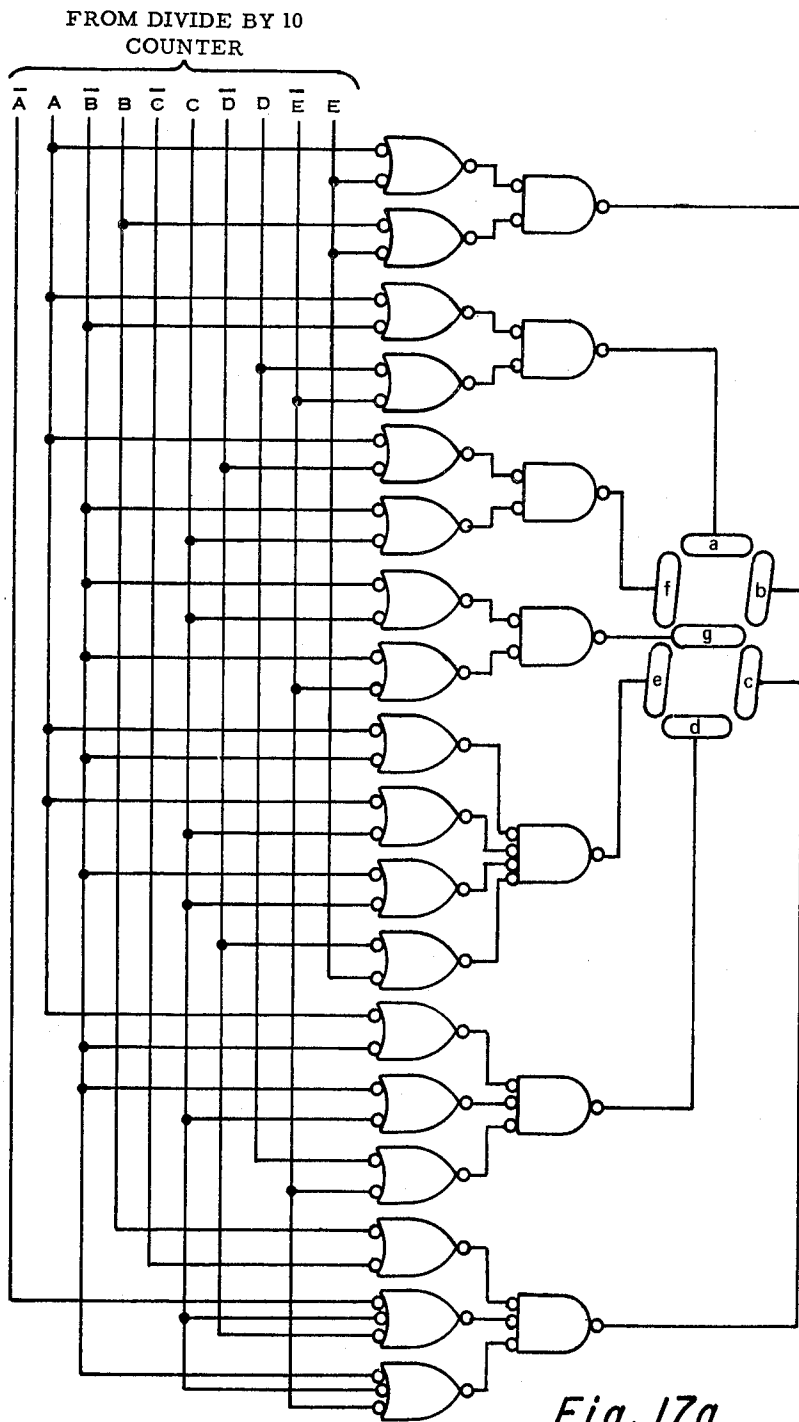 FROM DIVIDE BY 10
COUNTER
A̅ A B̅ B C̅ C D̅ D E̅ E
a
f b
g
e c
d
Fig. 17a